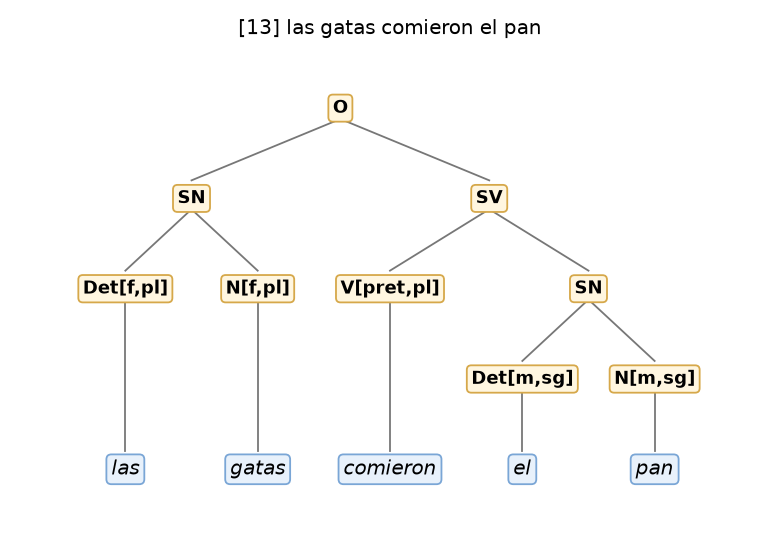 [13] las gatas comieron el pan
O
SN SV
Det[f,pl] N[f,pl] V[pret,pl] SN
Det[m,sg] N[m,sg]
las gatas comieron el pan